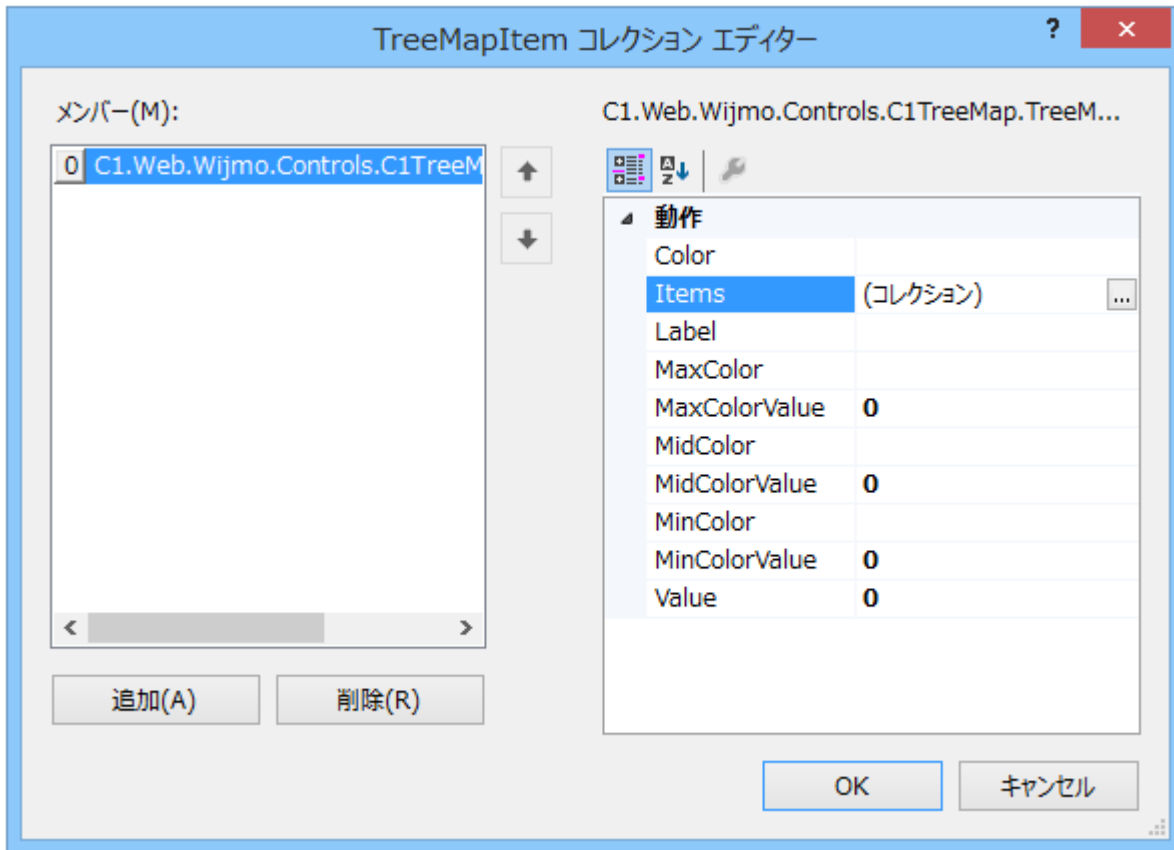 TreeMapItem コレクション エディター
?
×
メンバー(M):
0 C1.Web.Wijmo.Controls.C1TreeM
追加(A)
削除(R)
C1.Web.Wijmo.Controls.C1TreeMap.TreeM...
動作
Color
Items (コレクション) ...
Label
MaxColor
MaxColorValue 0
MidColor
MidColorValue 0
MinColor
MinColorValue 0
Value 0
OK
キャンセル